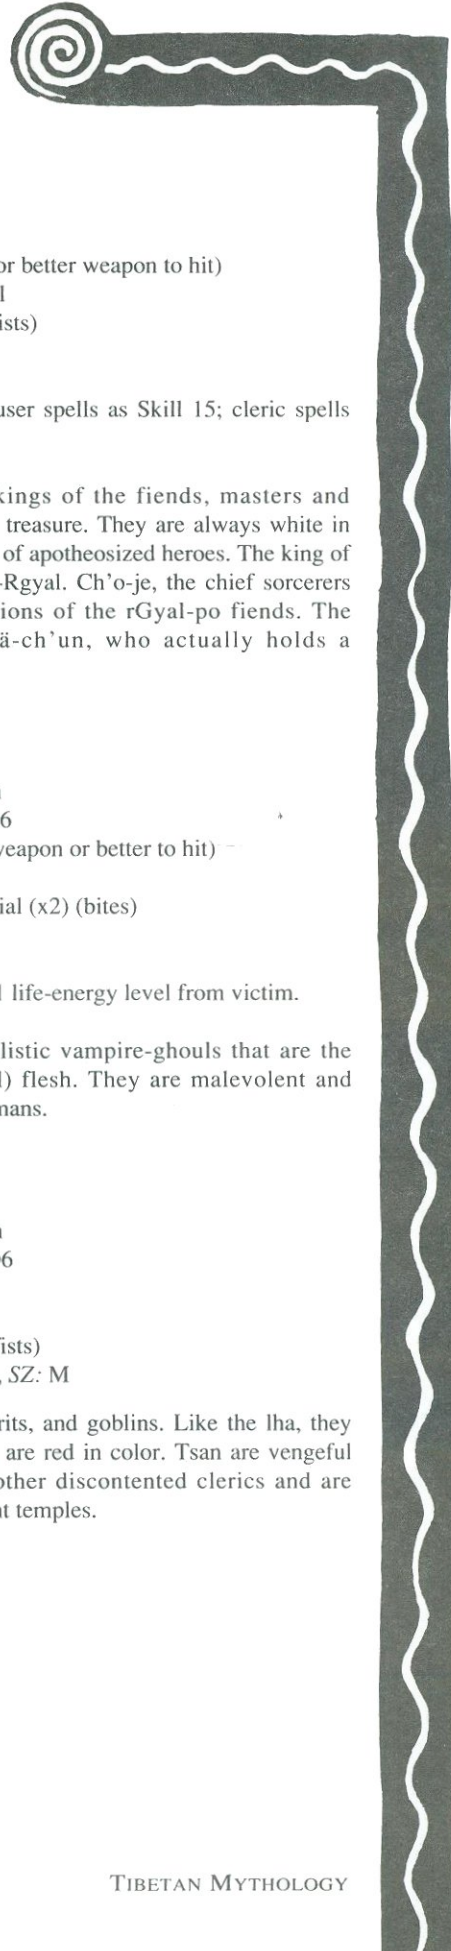 or better weapon to hit)
ists)
user spells as Skill 15; cleric spells
kings of the fiends, masters and
treasure. They are always white in
of apotheosized heroes. The king of
-Rgyal. Ch'o-je, the chief sorcerers
ions of the rGyal-po fiends. The
ä-ch'un, who actually holds a
6
weapon or better to hit)
ial (x2) (bites)
life-energy level from victim.
listic vampire-ghouls that are the
) flesh. They are malevolent and
mans.
6
ists)
, SZ: M
rits, and goblins. Like the lha, they
are red in color. Tsan are vengeful
other discontented clerics and are
nt temples.
TIBETAN MYTHOLOGY